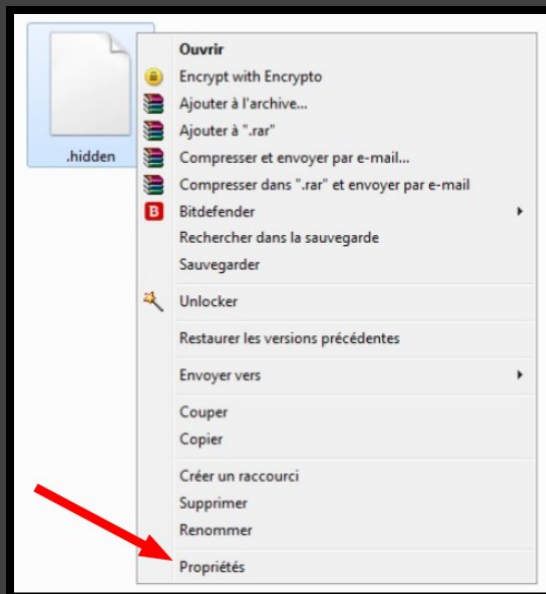 .hidden
Ouvrir
Encrypt with Encrypto
Ajouter à l'archive...
Ajouter à ".rar"
Compresser et envoyer par e-mail...
Compresser dans ".rar" et envoyer par e-mail
B Bitdefender
Rechercher dans la sauvegarde
Sauvegarder
Unlocker
Restaurer les versions précédentes
Envoyer vers
Couper
Copier
Créer un raccourci
Supprimer
Renommer
Propriétés